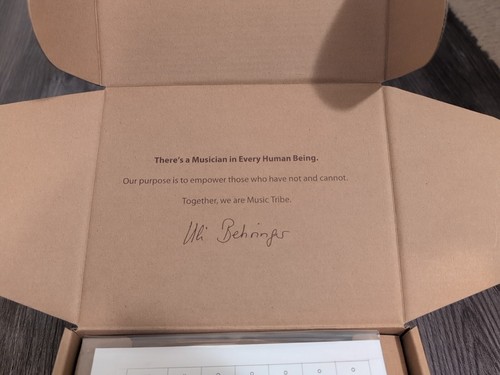 There's a Musician in Every Human Being.
Our purpose is to empower those who have not and cannot.
Together, we are Music Tribe.
Uli Behringer